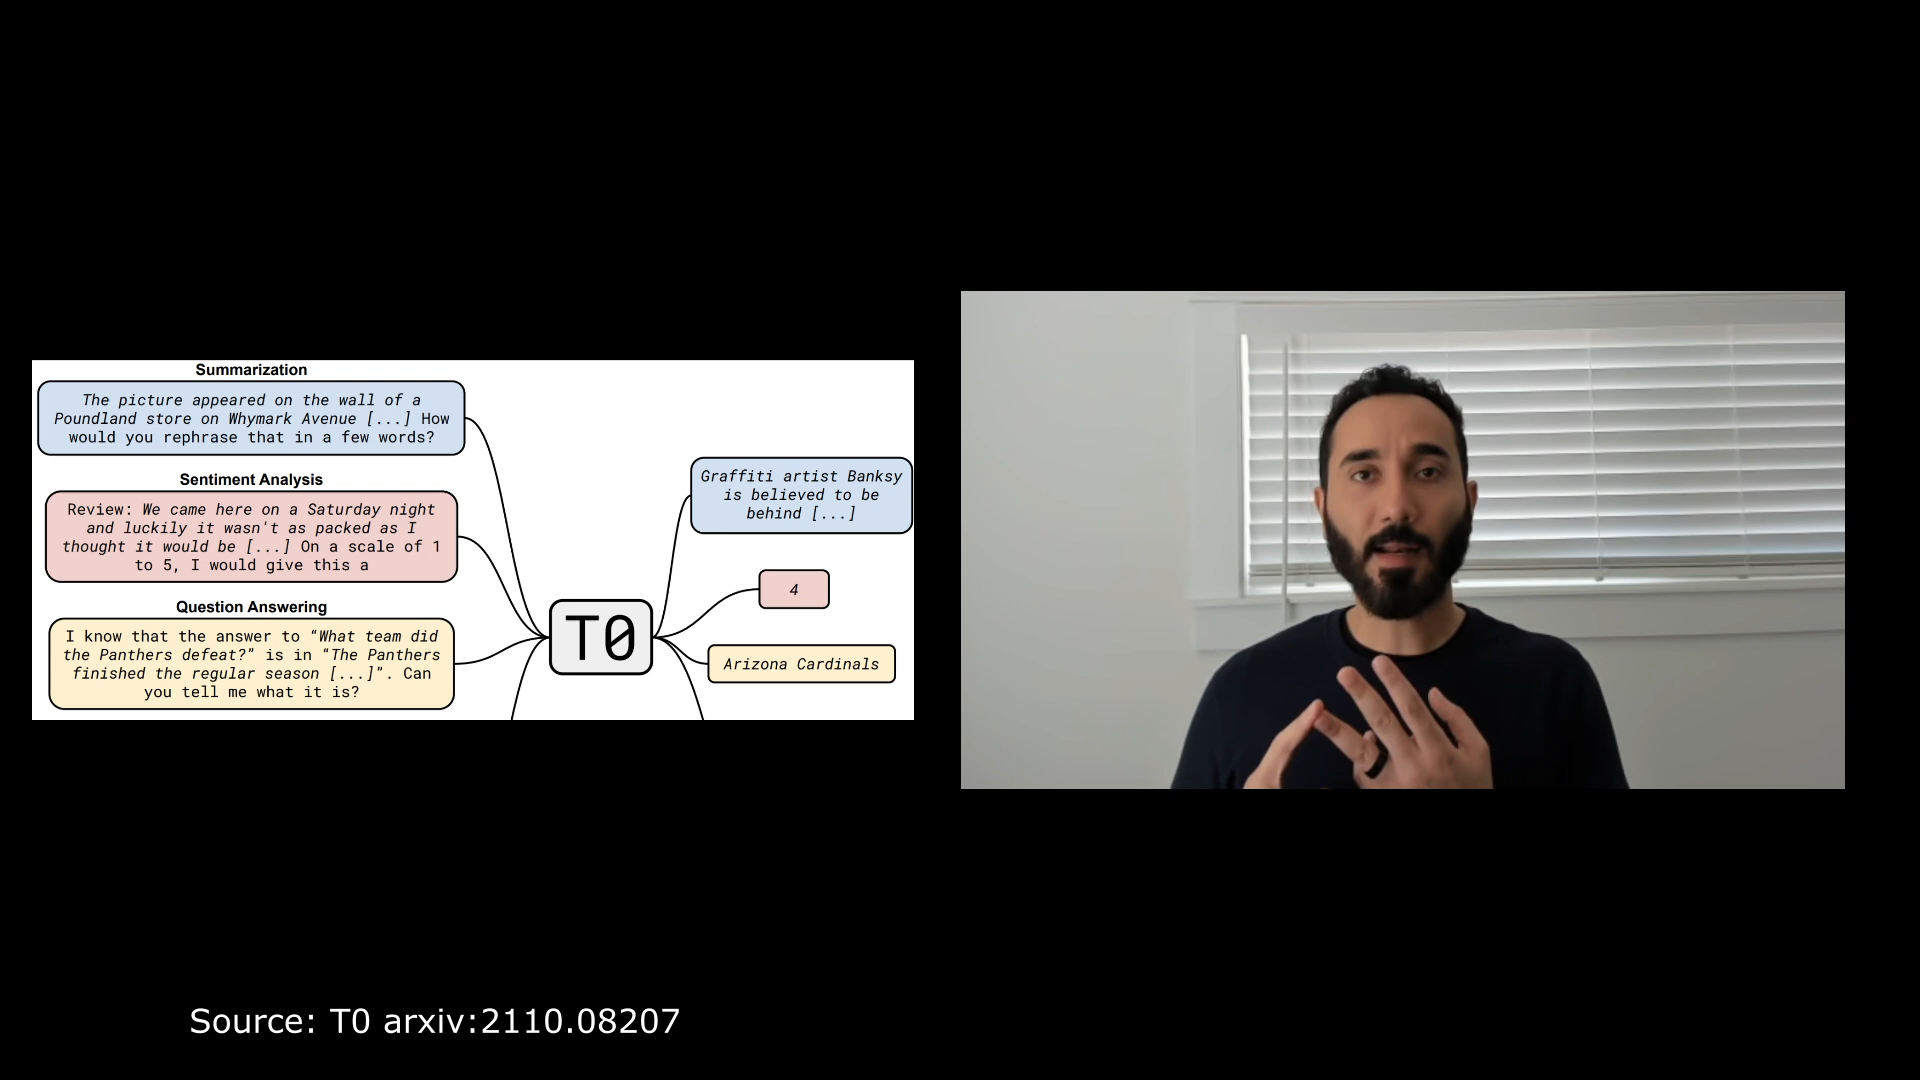 Summarization
The picture appeared on the wall of a
Poundland store on Whymark Avenue [...] How
would you rephrase that in a few words?
Sentiment Analysis
Review: We came here on a Saturday night
and luckily it wasn't as packed as I
thought it would be [...] On a scale of 1
to 5, I would give this a
Question Answering
I know that the answer to “What team did
the Panthers defeat?” is in “The Panthers
finished the regular season [...]”. Can
you tell me what it is?
T0
Graffiti artist Banksy
is believed to be
behind [...]
4
Arizona Cardinals
Source: T0 arxiv:2110.08207